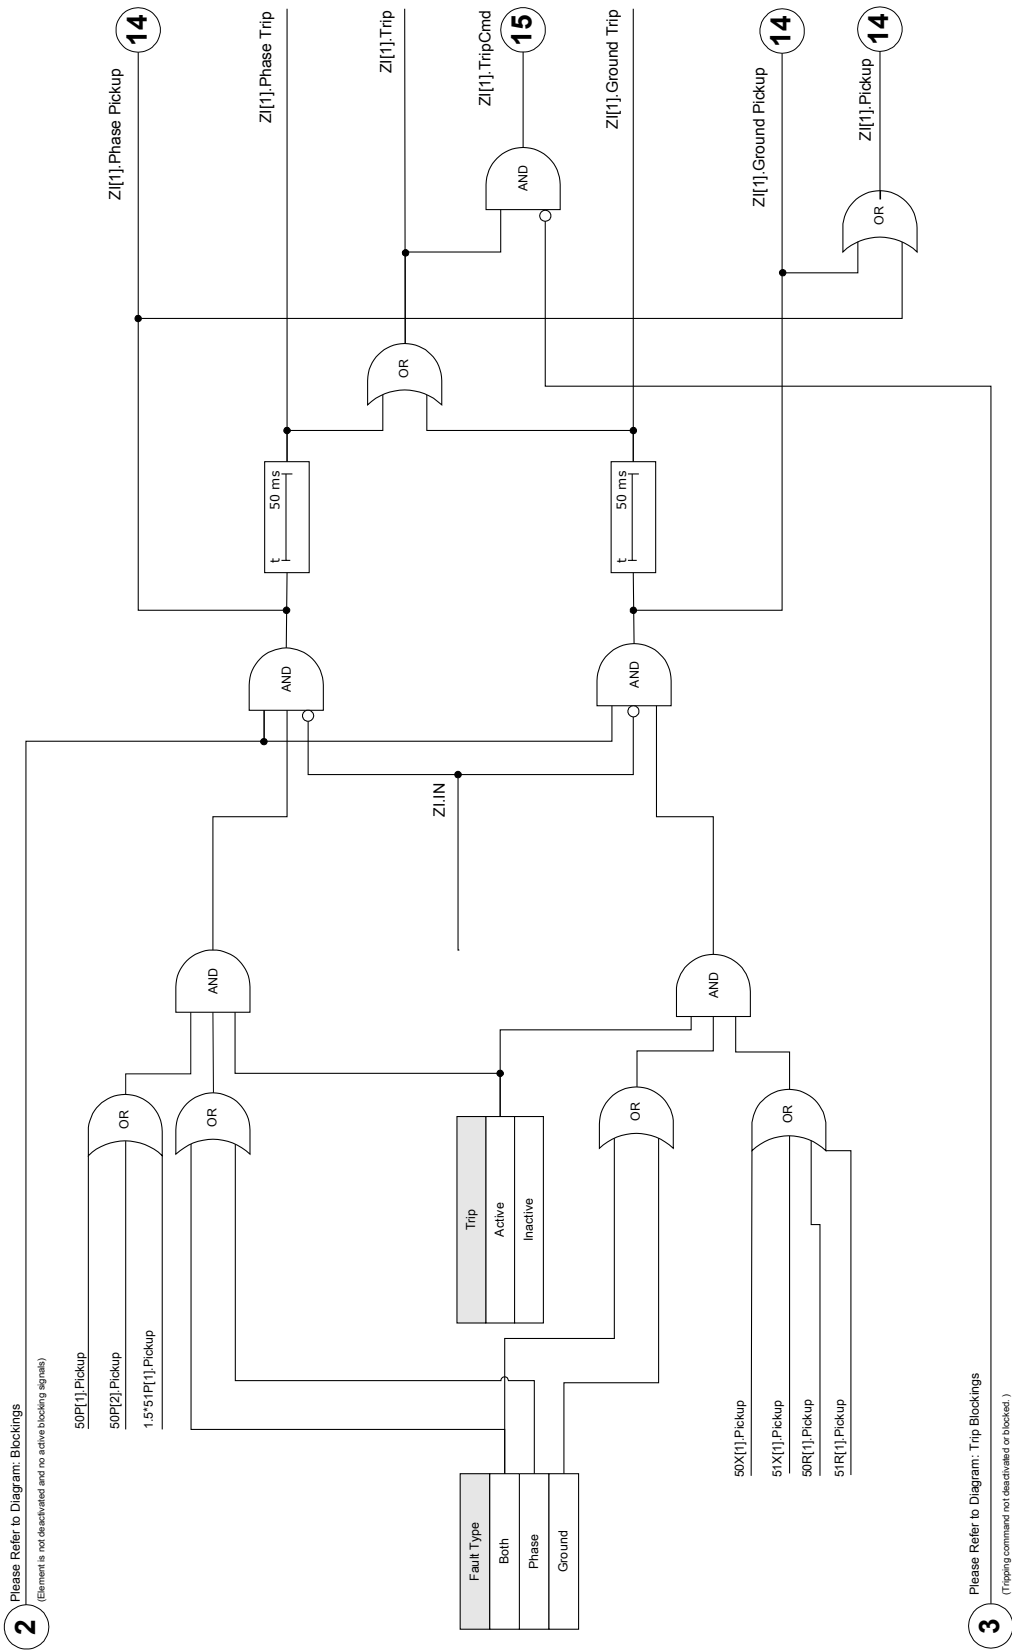 2
Please Refer to Diagram: Blockings
(Element is not deactivated and no active blocking signals)
50P[1].Pickup
50P[2].Pickup
1.5*51P[1].Pickup
OR
OR
AND
AND
t
50 ms
ZI[1].Phase Pickup
14
ZI[1].Phase Trip
Fault Type
Both
Phase
Ground
Trip
Active
Inactive
ZI.IN
OR
ZI[1].Trip
AND
ZI[1].TripCmd
15
OR
50X[1].Pickup
51X[1].Pickup
50R[1].Pickup
51R[1].Pickup
OR
AND
AND
t
50 ms
ZI[1].Ground Trip
ZI[1].Ground Pickup
14
OR
ZI[1].Pickup
14
3
Please Refer to Diagram: Trip Blockings
(Tripping command not deactivated or blocked. )